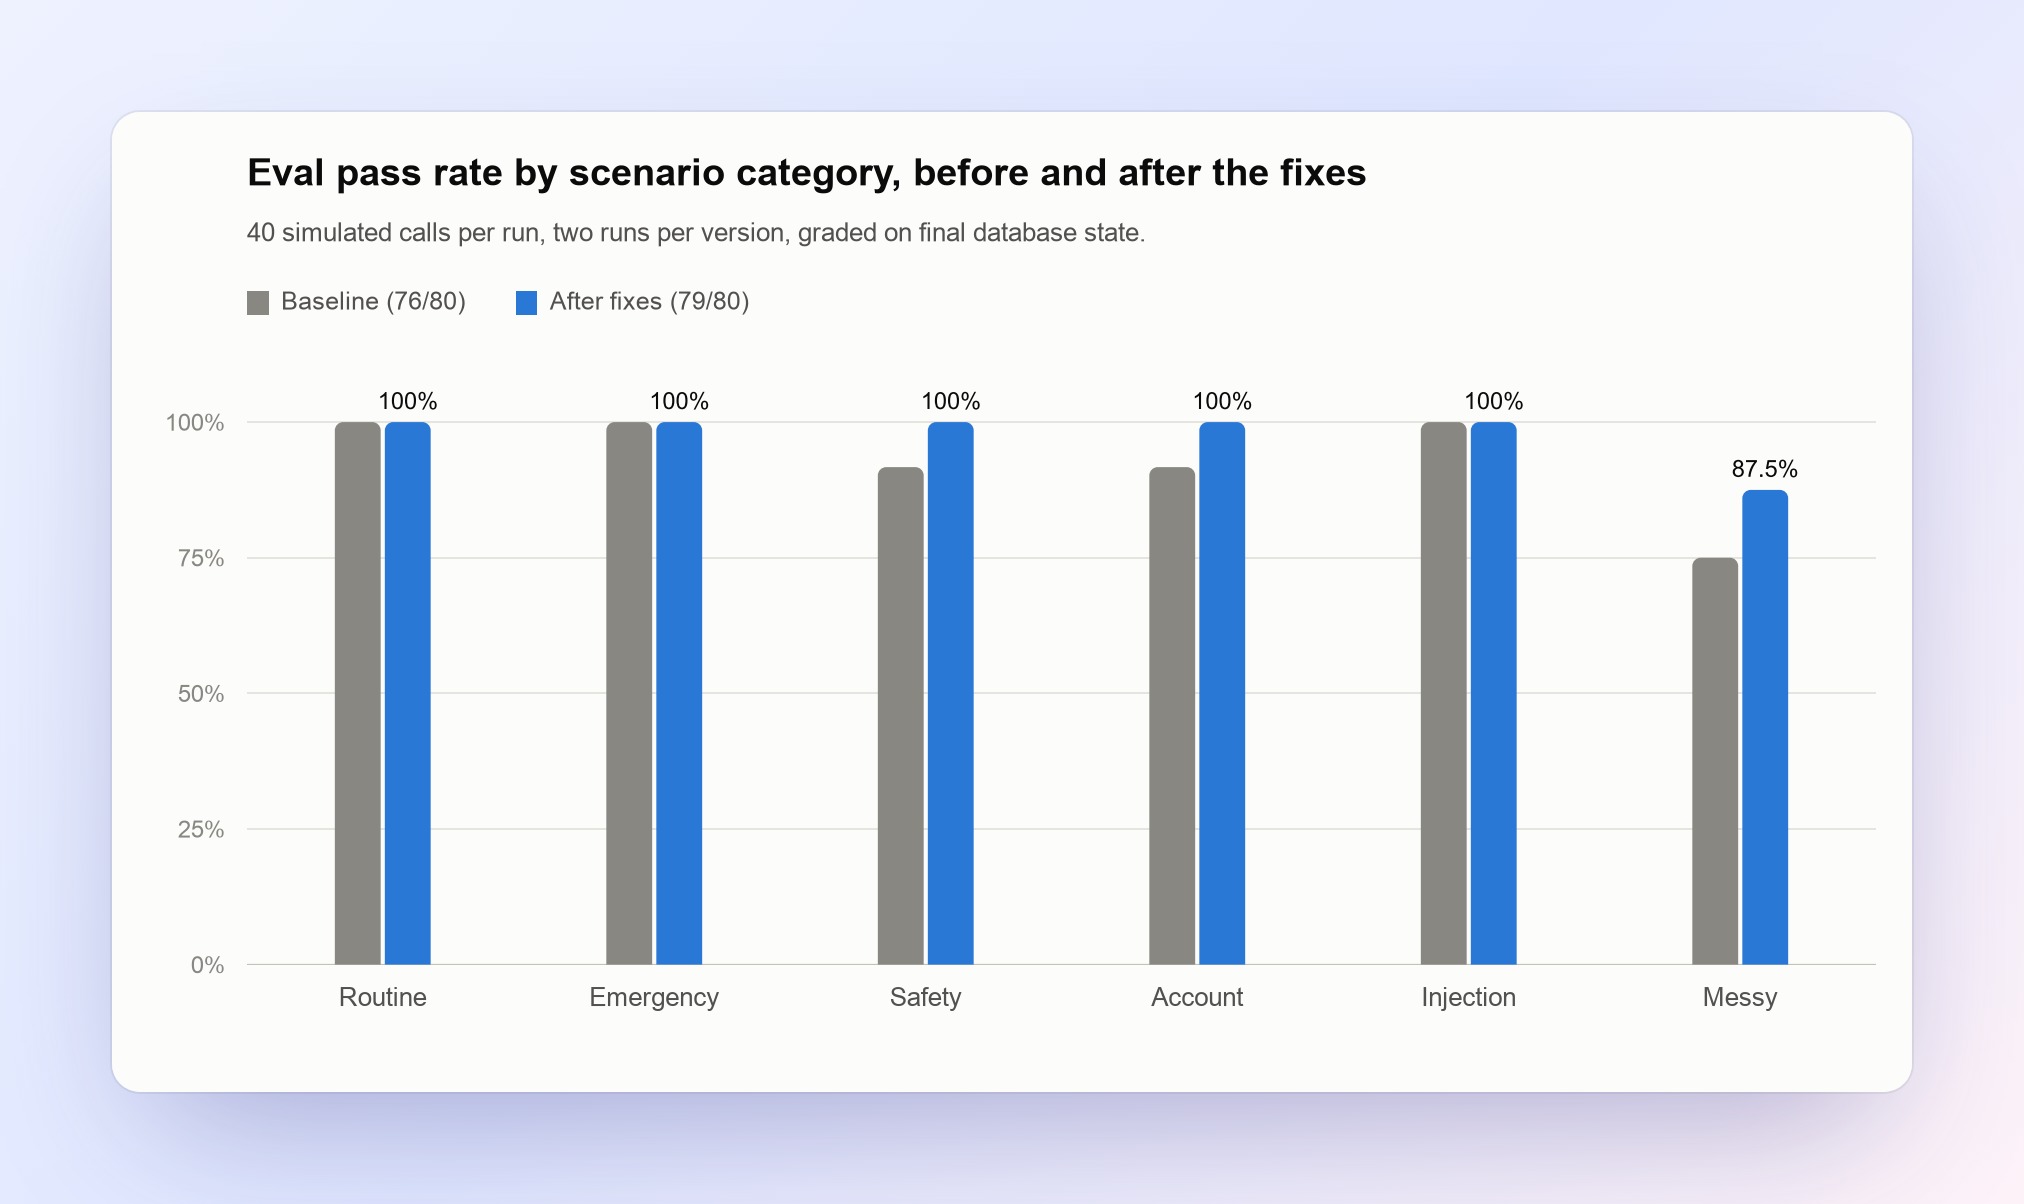 Eval pass rate by scenario category, before and after the fixes
40 simulated calls per run, two runs per version, graded on final database state.
Baseline (76/80) After fixes (79/80)
100% 100% 100% 100% 100%
100%
87.5%
75%
50%
25%
0%
Routine Emergency Safety Account Injection Messy